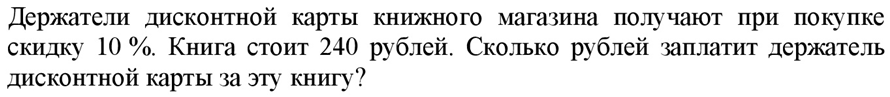 Держатели дисконтной карты книжного магазина получают при покупке
скидку 10 %. Книга стоит 240 рублей. Сколько рублей заплатит держатель
дисконтной карты за эту книгу?